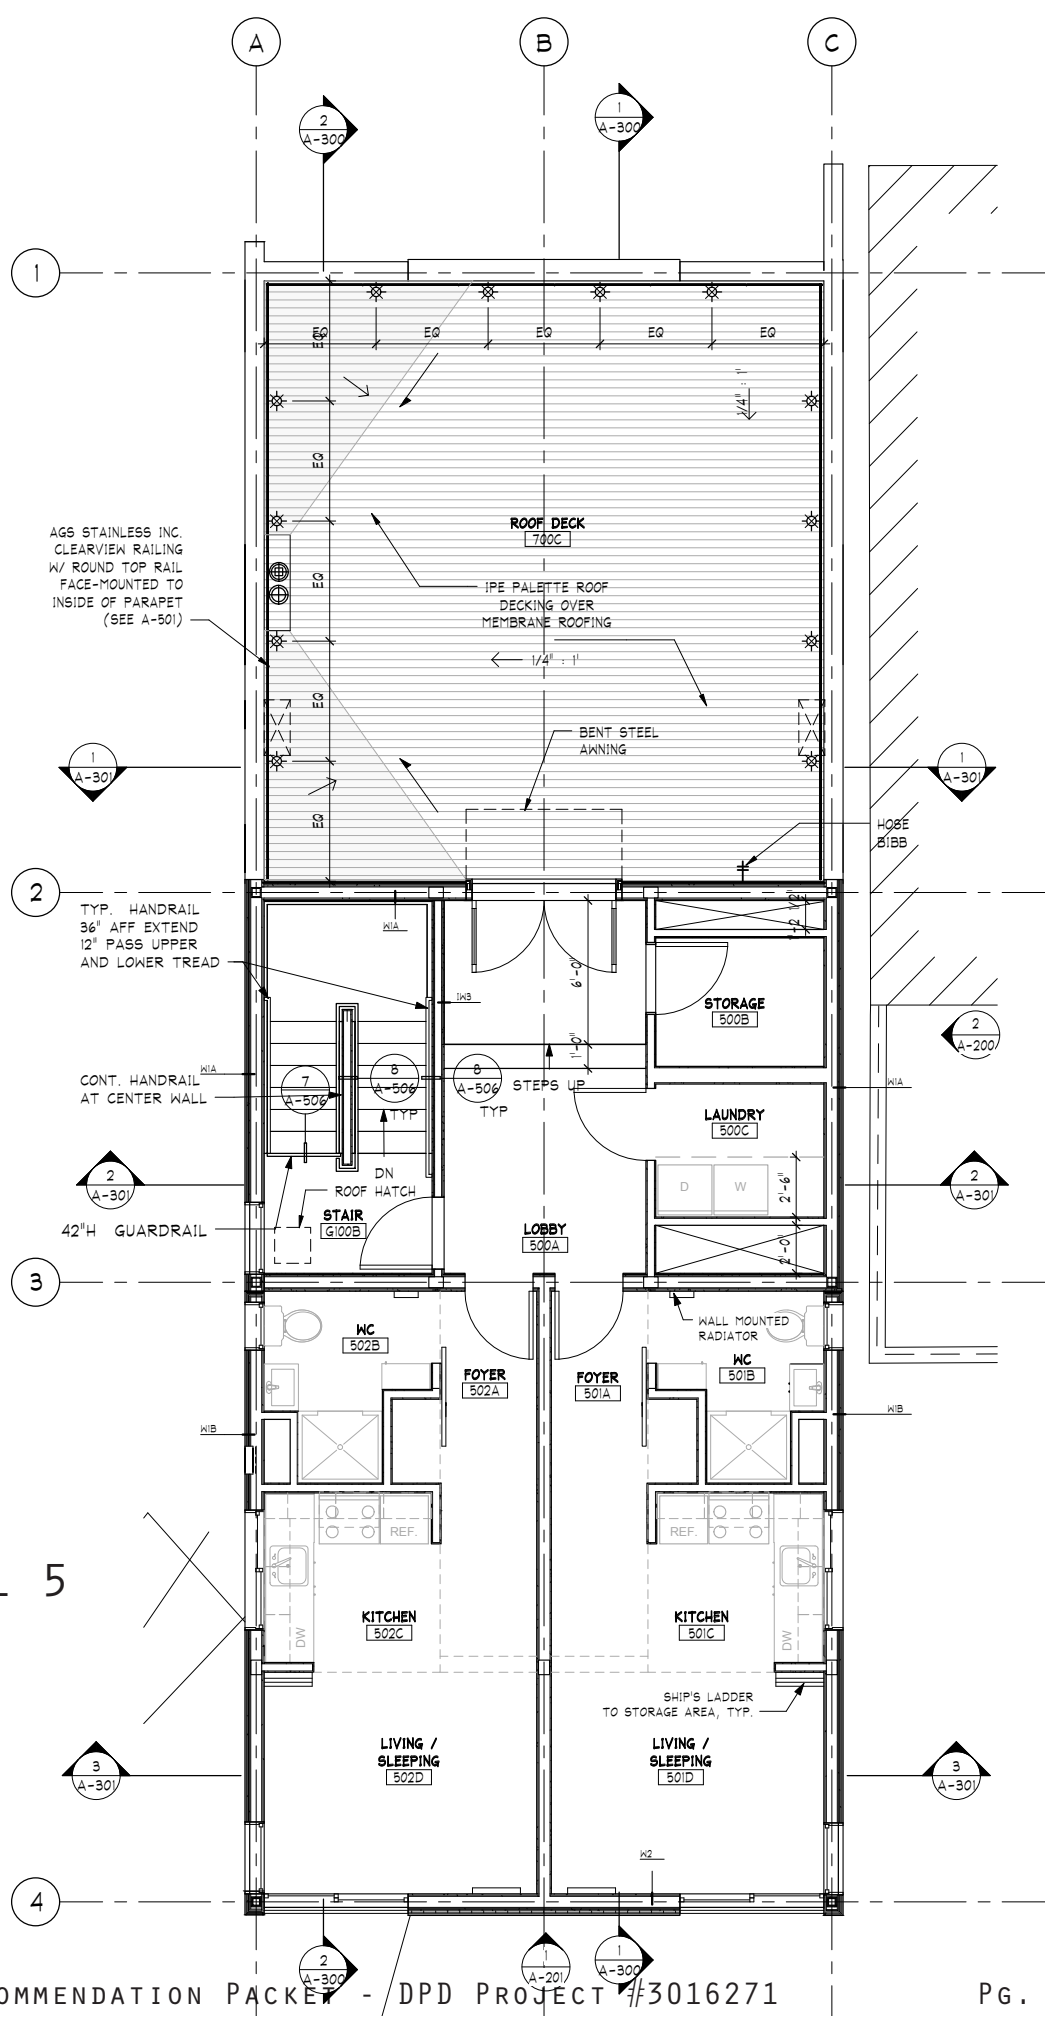 A
B
C
2
A-300
1
A-300
1
EQ
EQ
EQ
EQ
EQ
EQ
1/4" : 1'
EQ
ROOF DECK
700C
AGS STAINLESS INC.
CLEARVIEW RAILING
W/ ROUND TOP RAIL
FACE-MOUNTED TO
INSIDE OF PARAPET
(SEE A-501)
EQ
IPE PALETTE ROOF
DECKING OVER
MEMBRANE ROOFING
1/4" : 1'
EQ
BENT STEEL
AWNING
1
A-301
1
A-301
EQ
HOSE
BIBB
2
TYP. HANDRAIL
36" AFF EXTEND
12" PASS UPPER
AND LOWER TREAD
W1A
1'-2 1/2"
6'-0"
IW3
STORAGE
500B
2
A-200
1'-0"
W1A
CONT. HANDRAIL
AT CENTER WALL
7
A-506
8
A-506
TYP
8
A-506
TYP
STEPS UP
W1A
LAUNDRY
500C
DN
ROOF HATCH
D
W
2'-6"
2
A-301
2
A-301
STAIR
G100B
42"H GUARDRAIL
LOBBY
500A
2'-0"
3
WC
502B
WALL MOUNTED
RADIATOR
WC
501B
FOYER
502A
FOYER
501A
W1B
W1B
REF.
REF.
L 5
KITCHEN
502C
KITCHEN
501C
DW
DW
SHIP'S LADDER
TO STORAGE AREA, TYP.
LIVING /
SLEEPING
502D
LIVING /
SLEEPING
501D
3
A-301
3
A-301
W2
4
2
A-300
1
A-201
1
A-300
OMMENDATION PACKET - DPD PROJECT #3016271
PG.